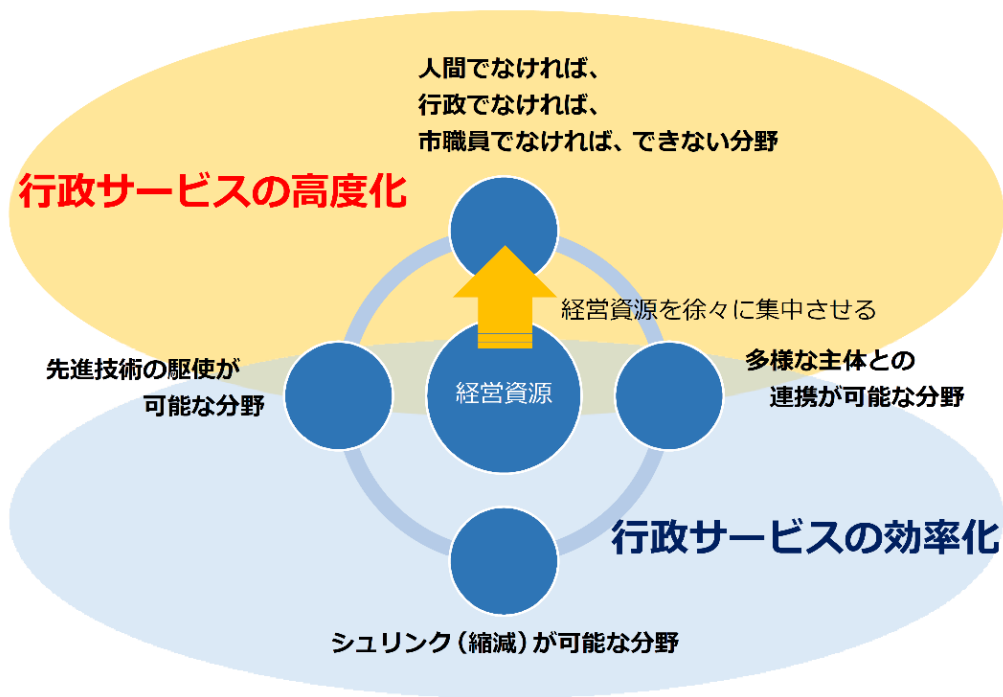 人間でなければ、
行政でなければ、
市職員でなければ、できない分野
行政サービスの高度化
経営資源を徐々に集中させる
先進技術の駆使が
可能な分野
経営資源
多様な主体との
連携が可能な分野
行政サービスの効率化
シュリンク(縮減)が可能な分野